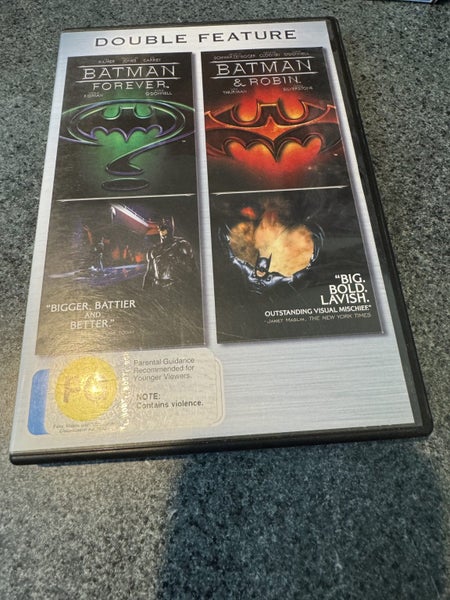 DOUBLE FEATURE
KILMER JONES CARREY
BATMAN
FOREVER
KIDMAN O'DONNELL
"BIGGER, BATTIER
AND
BETTER."
SCHWARZENEGGER CLOONEY O'DONNELL
BATMAN
& ROBIN
THURMAN SILVERSTONE
"BIG.
BOLD.
LAVISH.
OUTSTANDING VISUAL MISCHIEF."
-JANET MASLIN, THE NEW YORK TIMES
Parental Guidance
Recommended for
Younger Viewers.
NOTE:
Contains violence.
PG